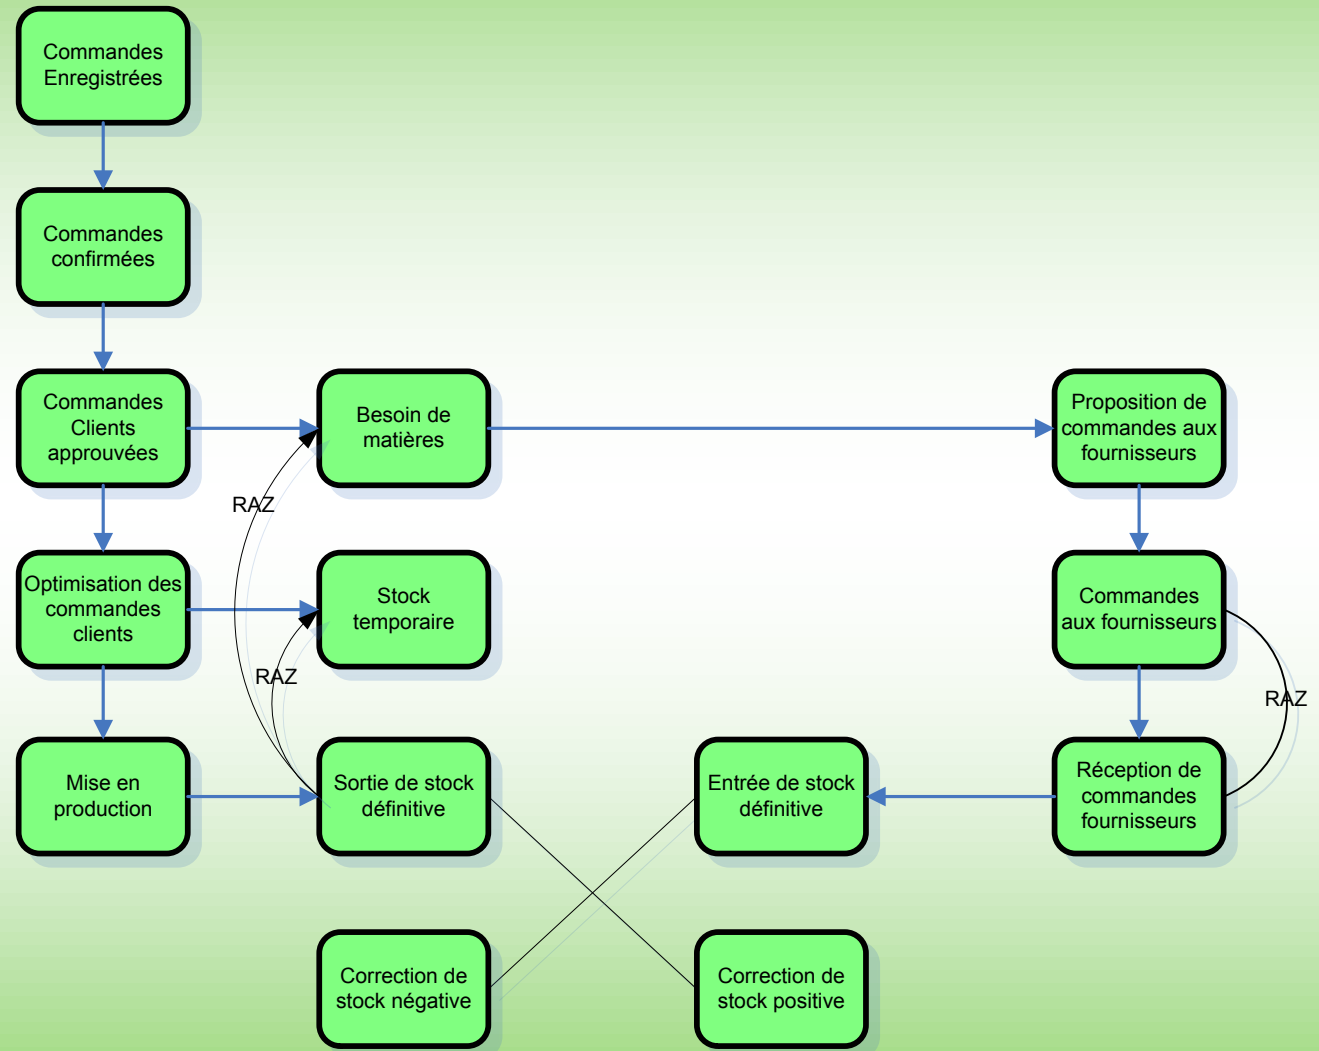 Commandes
Enregistrées
Commandes
confirmées
Commandes
Clients
approuvées
Besoin de
matières
Proposition de
commandes aux
fournisseurs
RAZ
Optimisation des
commandes
clients
Stock
temporaire
Commandes
aux fournisseurs
RAZ
RAZ
Mise en
production
Sortie de stock
définitive
Entrée de stock
définitive
Réception de
commandes
fournisseurs
Correction de
stock négative
Correction de
stock positive